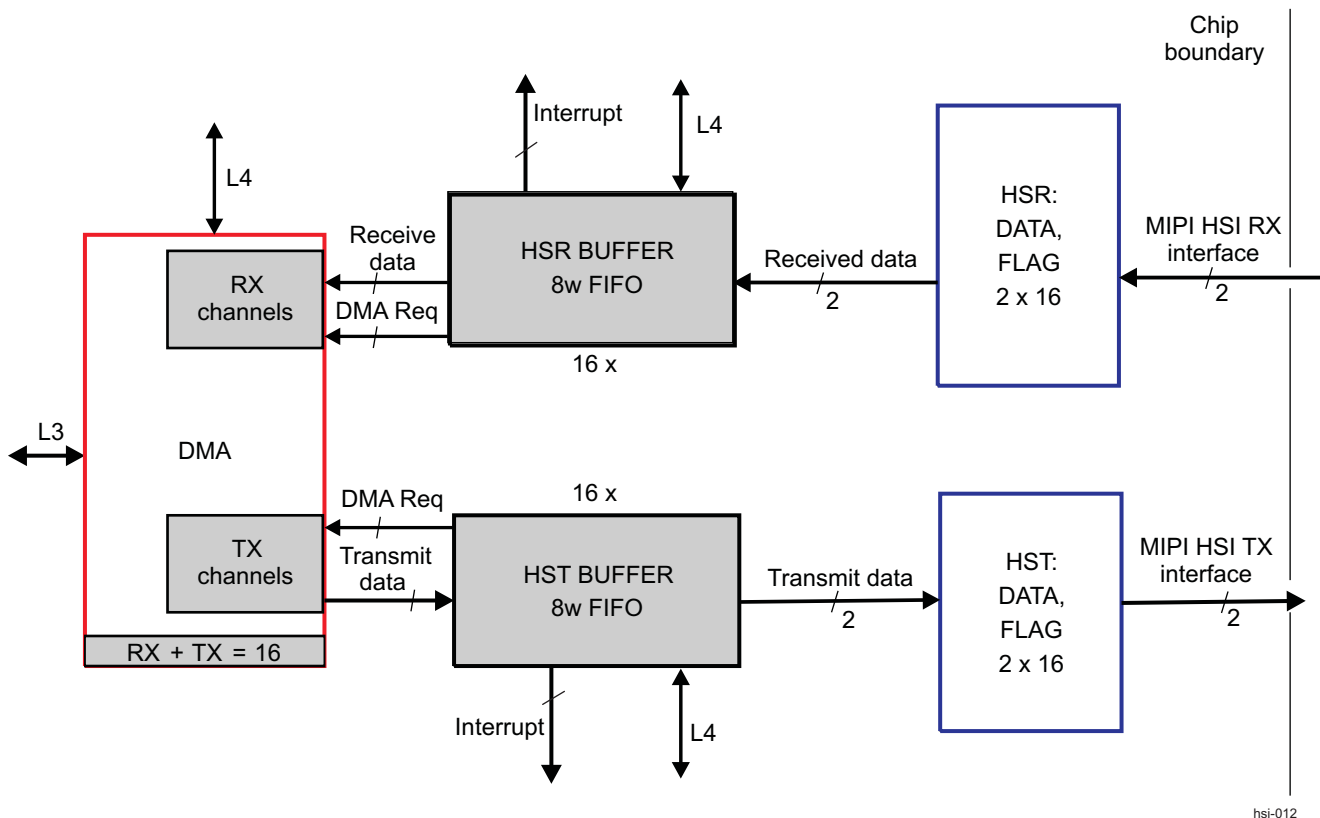 Chip
boundary
Interrupt
L4
L4
HSR:
DATA,
FLAG
2 x 16
MIPI HSI RX
interface
2
Receive
data
HSR BUFFER
8w FIFO
Received data
2
RX
channels
DMA Req
16 x
L3
DMA
DMA Req
16 x
TX
channels
Transmit
data
HST BUFFER
8w FIFO
Transmit data
2
HST:
DATA,
FLAG
2 x 16
MIPI HSI TX
interface
2
RX + TX = 16
Interrupt
L4
hsi-012